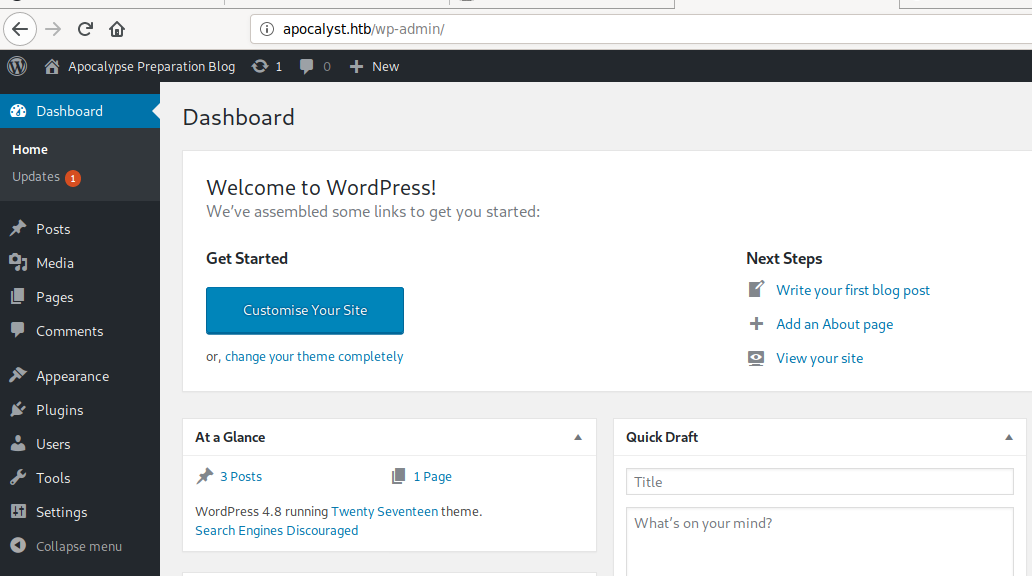 apocalyst.htb/wp-admin/
Apocalypse Preparation Blog 1 0 New
Dashboard
Home
Updates 1
Posts
Media
Pages
Comments
Appearance
Plugins
Users
Tools
Settings
Collapse menu
Dashboard
Welcome to WordPress!
We’ve assembled some links to get you started:
Get Started
Customise Your Site
or, change your theme completely
Next Steps
Write your first blog post
Add an About page
View your site
At a Glance
3 Posts 1 Page
WordPress 4.8 running Twenty Seventeen theme.
Search Engines Discouraged
Quick Draft
Title
What’s on your mind?